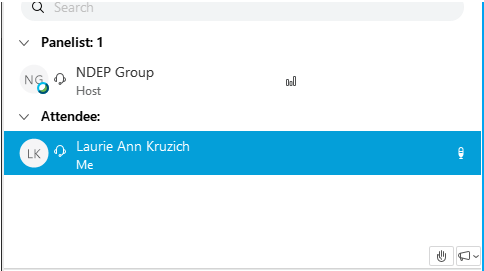 Search
Panelist: 1
NG
NDEP Group
Host
Attendee:
LK
Laurie Ann Kruzich
Me